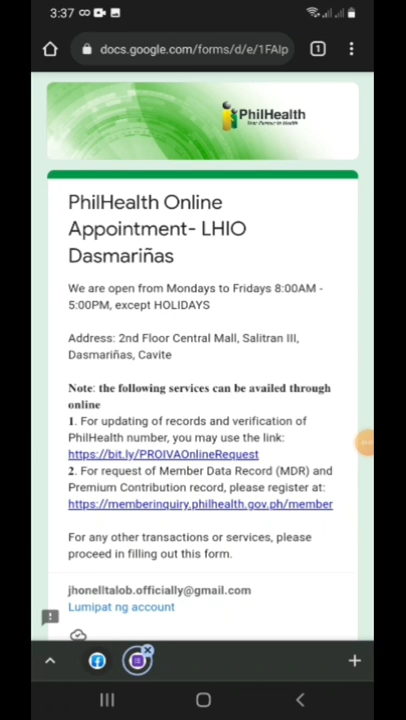 3:37
docs.google.com/forms/d/e/1FAIp
1
PhilHealth
Your Partner in Health
PhilHealth Online
Appointment- LHIO
Dasmariñas
We are open from Mondays to Fridays 8:00AM -
5:00PM, except HOLIDAYS
Address: 2nd Floor Central Mall, Salitran III,
Dasmariñas, Cavite
Note: the following services can be availed through
online
1. For updating of records and verification of
PhilHealth number, you may use the link:
https://bit.ly/PROIVAOnlineRequest
2. For request of Member Data Record (MDR) and
Premium Contribution record, please register at:
https://memberinquiry.philhealth.gov.ph/member
For any other transactions or services, please
proceed in filling out this form.
jhonelltalob.officially@gmail.com
Lumipat ng account